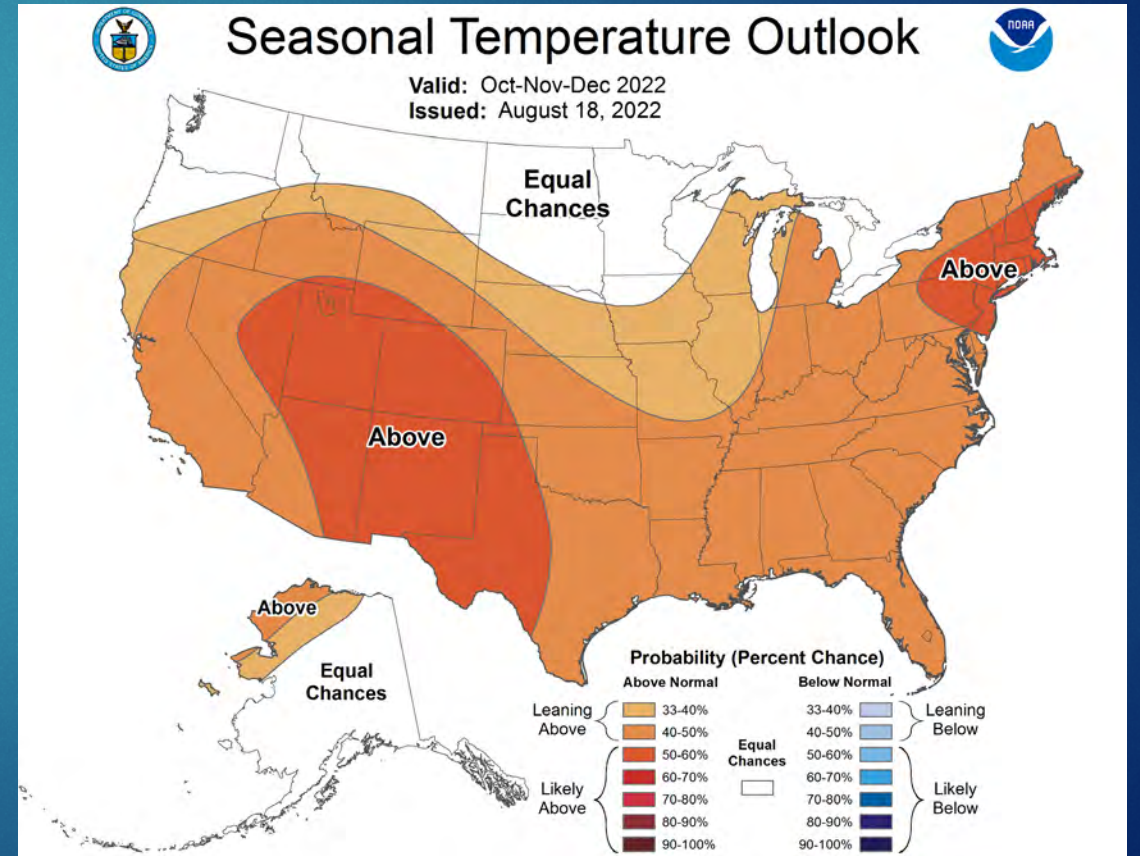 Seasonal Temperature Outlook
NOAA
Valid: Oct-Nov-Dec 2022
Issued: August 18, 2022
Equal
Chances
Above
Above
Above
Equal
Chances
Probability (Percent Chance)
Above Normal
Below Normal
Leaning
Above
33-40%
40-50%
Likely
Above
50-60%
60-70%
70-80%
80-90%
90-100%
Equal
Chances
33-40%
40-50%
Leaning
Below
50-60%
60-70%
70-80%
80-90%
90-100%
Likely
Below